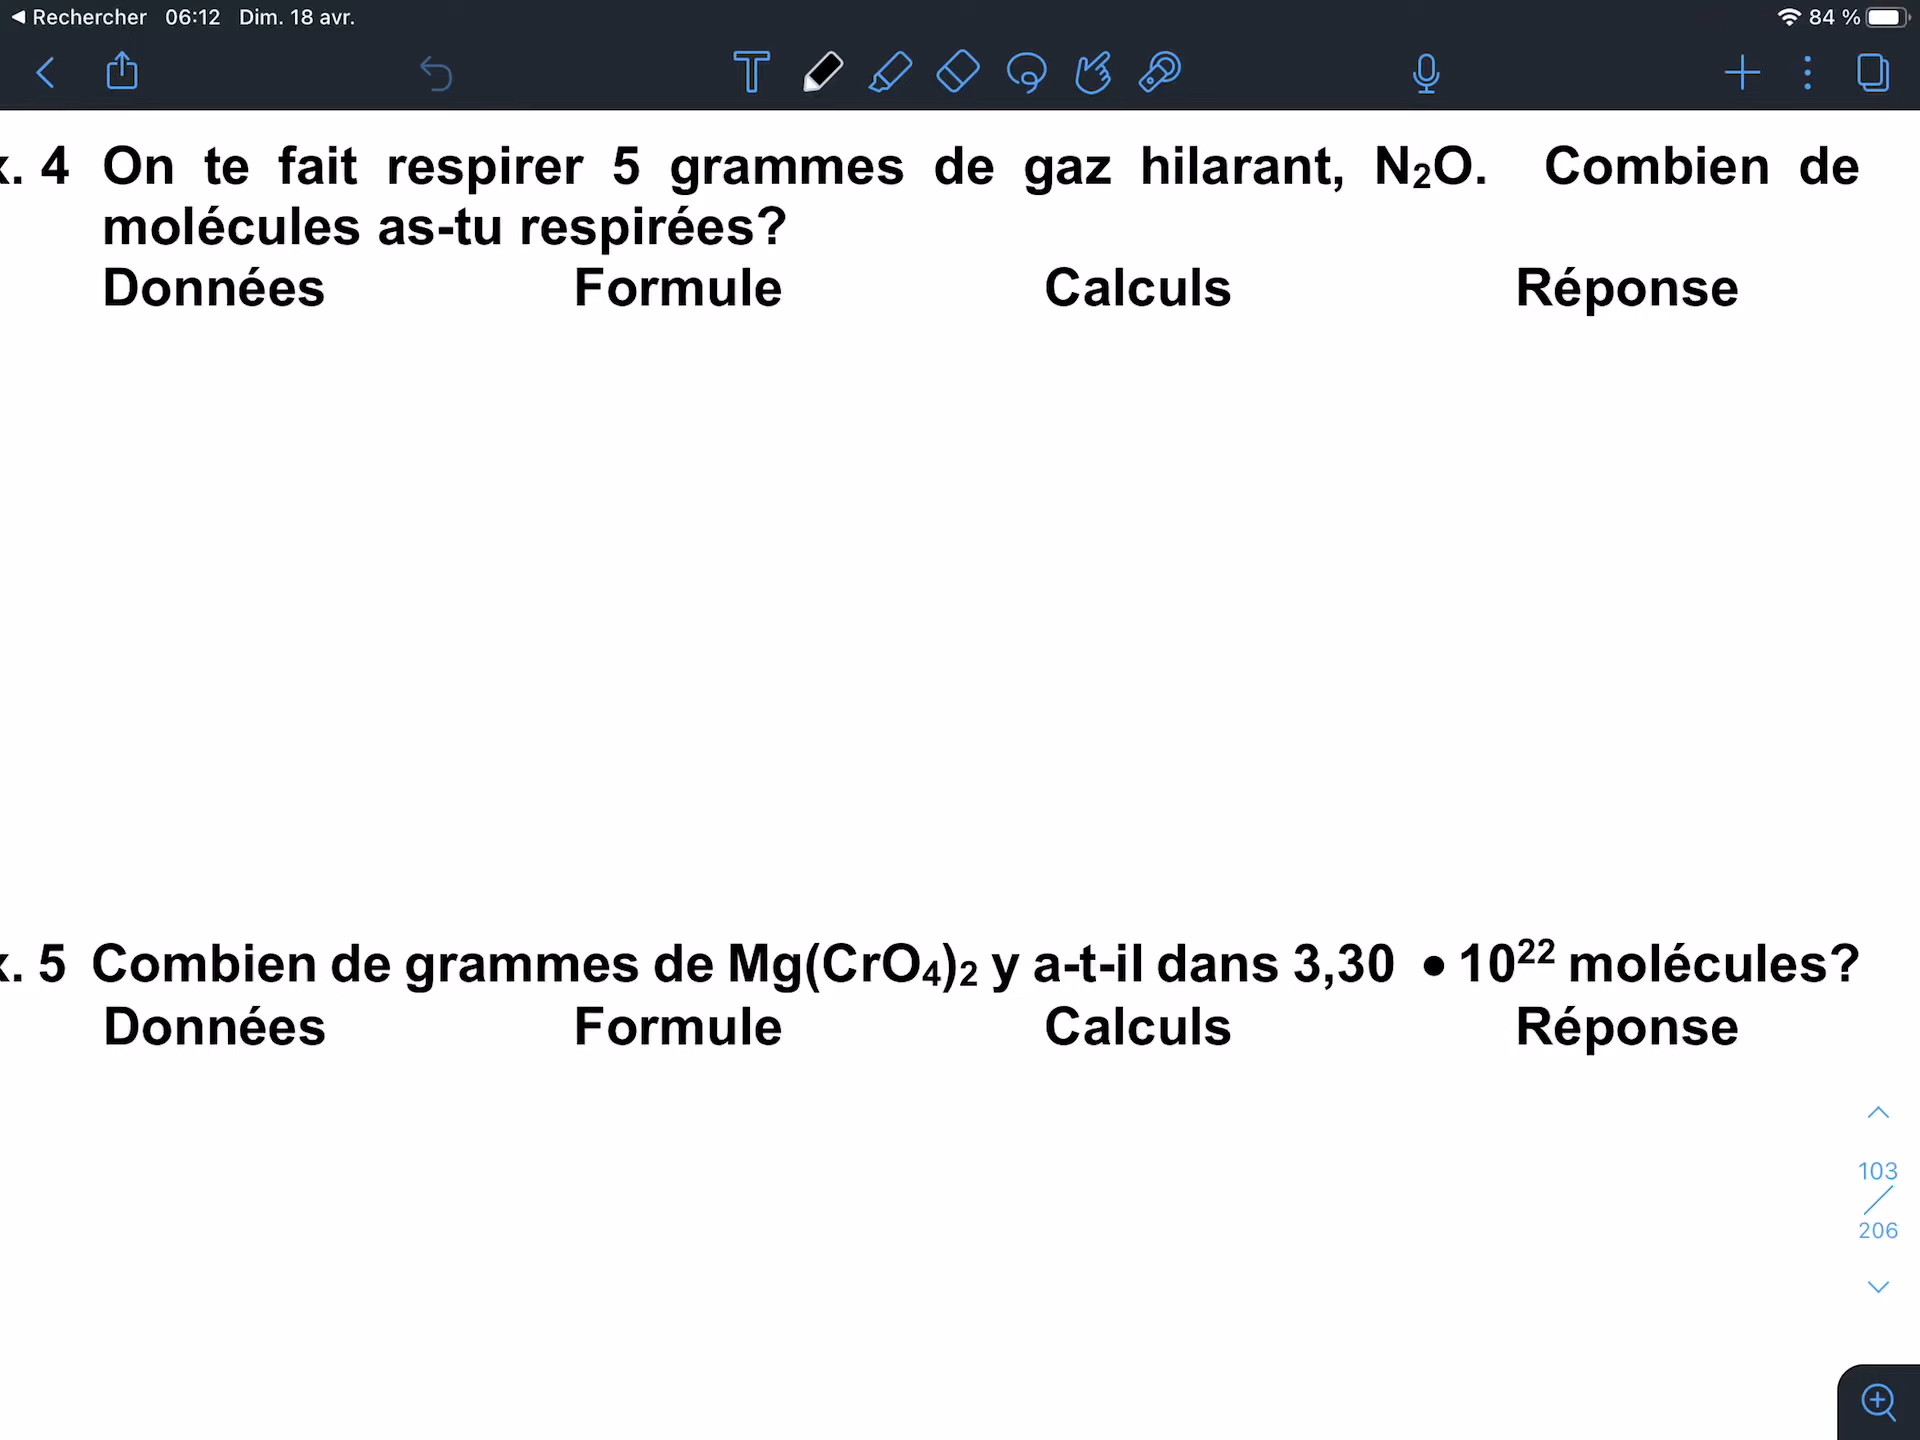 ◀ Rechercher 06:12 Dim. 18 avr. 84 %
. 4 On te fait respirer 5 grammes de gaz hilarant, N₂O. Combien de
molécules as-tu respirées?
Données Formule Calculs Réponse
. 5 Combien de grammes de Mg(CrO₄)₂ y a-t-il dans 3,30 • 10²² molécules?
Données Formule Calculs Réponse
103
206